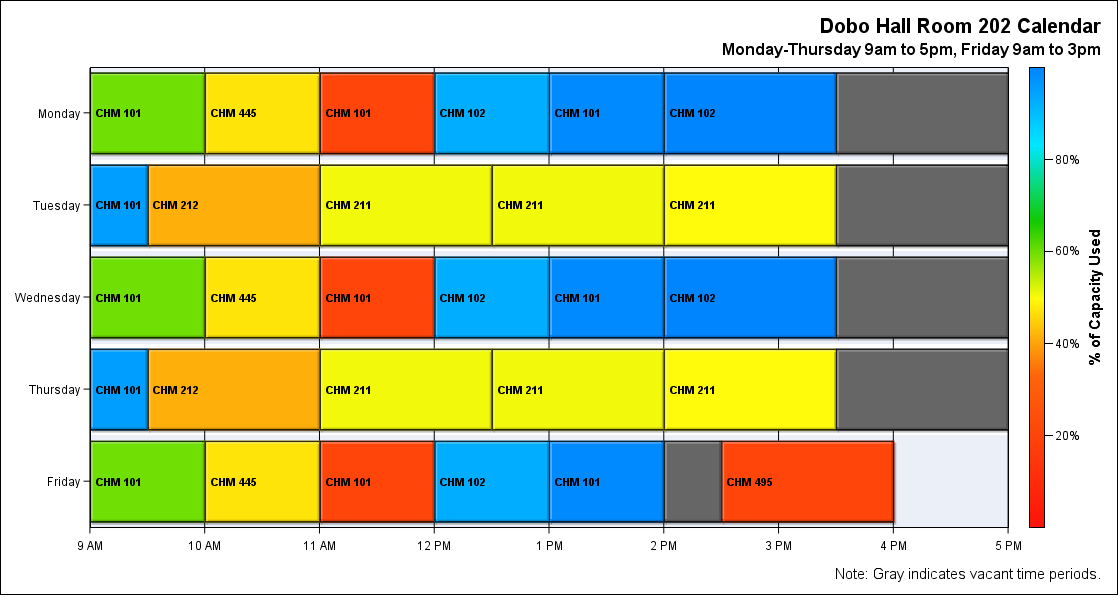 Dobo Hall Room 202 Calendar
Monday-Thursday 9am to 5pm, Friday 9am to 3pm
Monday CHM 101 CHM 445 CHM 101 CHM 102 CHM 101 CHM 102
Tuesday CHM 101 CHM 212 CHM 211 CHM 211 CHM 211
Wednesday CHM 101 CHM 445 CHM 101 CHM 102 CHM 101 CHM 102
Thursday CHM 101 CHM 212 CHM 211 CHM 211 CHM 211
Friday CHM 101 CHM 445 CHM 101 CHM 102 CHM 101 CHM 495
9 AM 10 AM 11 AM 12 PM 1 PM 2 PM 3 PM 4 PM 5 PM
80%
60%
40%
20%
% of Capacity Used
Note: Gray indicates vacant time periods.